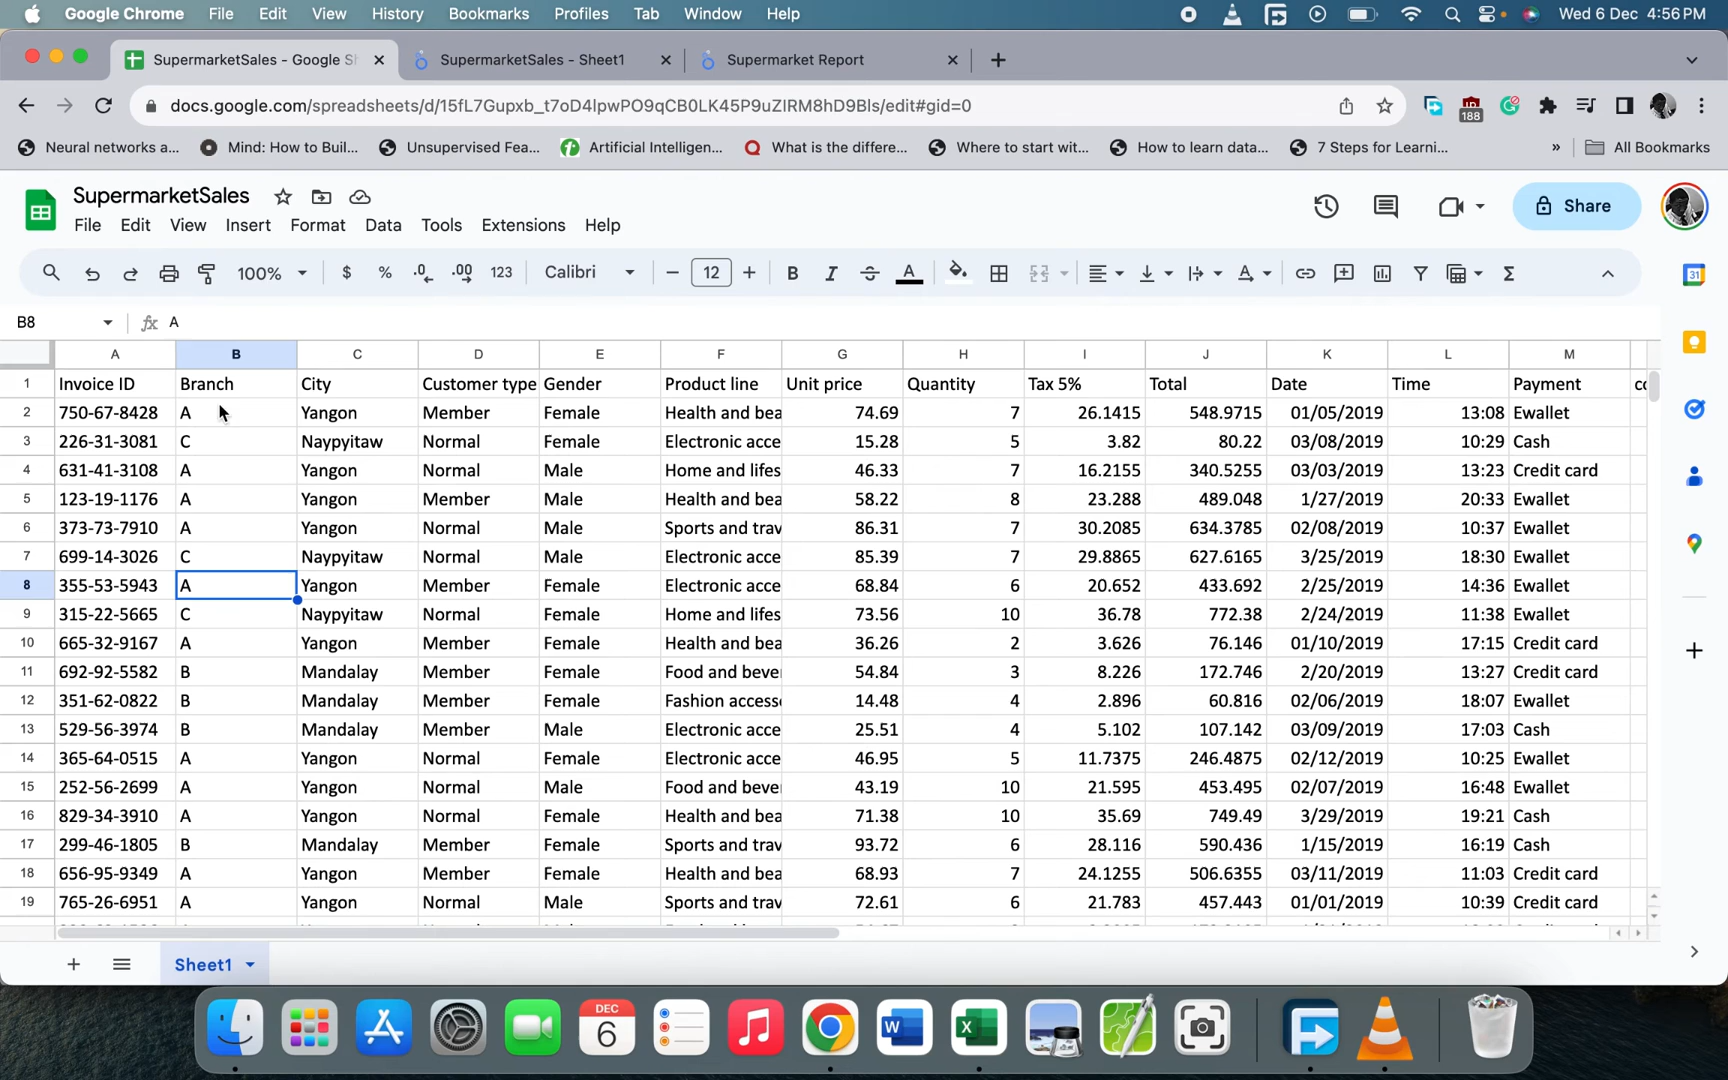 Google Chrome File Edit View History Bookmarks Profiles Tab Window Help Wed 6 Dec 4:56 PM
SupermarketSales - Google S SupermarketSales - Sheet1 Supermarket Report
docs.google.com/spreadsheets/d/15fL7Gupxb_t7oD4lpwPO9qCB0LK45P9uZIRM8hD9BIs/edit#gid=0 188
Neural networks a... Mind: How to Buil... Unsupervised Fea... Artificial Intelligen... What is the differe... Where to start wit... How to learn data... 7 Steps for Learni... » All Bookmarks
SupermarketSales
File Edit View Insert Format Data Tools Extensions Help Share
100% $ % .0 .00 123 Calibri 12 B I A 31
B8 fx A
A B C D E F G H I J K L M
1 Invoice ID Branch City Customer type Gender Product line Unit price Quantity Tax 5% Total Date Time Payment
2 750-67-8428 A Yangon Member Female Health and bea 74.69 7 26.1415 548.9715 01/05/2019 13:08 Ewallet
3 226-31-3081 C Naypyitaw Normal Female Electronic acce 15.28 5 3.82 80.22 03/08/2019 10:29 Cash
4 631-41-3108 A Yangon Normal Male Home and lifes 46.33 7 16.2155 340.5255 03/03/2019 13:23 Credit card
5 123-19-1176 A Yangon Member Male Health and bea 58.22 8 23.288 489.048 1/27/2019 20:33 Ewallet
6 373-73-7910 A Yangon Normal Male Sports and trav 86.31 7 30.2085 634.3785 02/08/2019 10:37 Ewallet
7 699-14-3026 C Naypyitaw Normal Male Electronic acce 85.39 7 29.8865 627.6165 3/25/2019 18:30 Ewallet
8 355-53-5943 A Yangon Member Female Electronic acce 68.84 6 20.652 433.692 2/25/2019 14:36 Ewallet
9 315-22-5665 C Naypyitaw Normal Female Home and lifes 73.56 10 36.78 772.38 2/24/2019 11:38 Ewallet
10 665-32-9167 A Yangon Member Female Health and bea 36.26 2 3.626 76.146 01/10/2019 17:15 Credit card
11 692-92-5582 B Mandalay Member Female Food and beve 54.84 3 8.226 172.746 2/20/2019 13:27 Credit card
12 351-62-0822 B Mandalay Member Female Fashion access 14.48 4 2.896 60.816 02/06/2019 18:07 Ewallet
13 529-56-3974 B Mandalay Member Male Electronic acce 25.51 4 5.102 107.142 03/09/2019 17:03 Cash
14 365-64-0515 A Yangon Normal Female Electronic acce 46.95 5 11.7375 246.4875 02/12/2019 10:25 Ewallet
15 252-56-2699 A Yangon Normal Male Food and beve 43.19 10 21.595 453.495 02/07/2019 16:48 Ewallet
16 829-34-3910 A Yangon Normal Female Health and bea 71.38 10 35.69 749.49 3/29/2019 19:21 Cash
17 299-46-1805 B Mandalay Member Female Sports and trav 93.72 6 28.116 590.436 1/15/2019 16:19 Cash
18 656-95-9349 A Yangon Member Female Health and bea 68.93 7 24.1255 506.6355 03/11/2019 11:03 Credit card
19 765-26-6951 A Yangon Normal Male Sports and trav 72.61 6 21.783 457.443 01/01/2019 10:39 Credit card
Sheet1
DEC
6